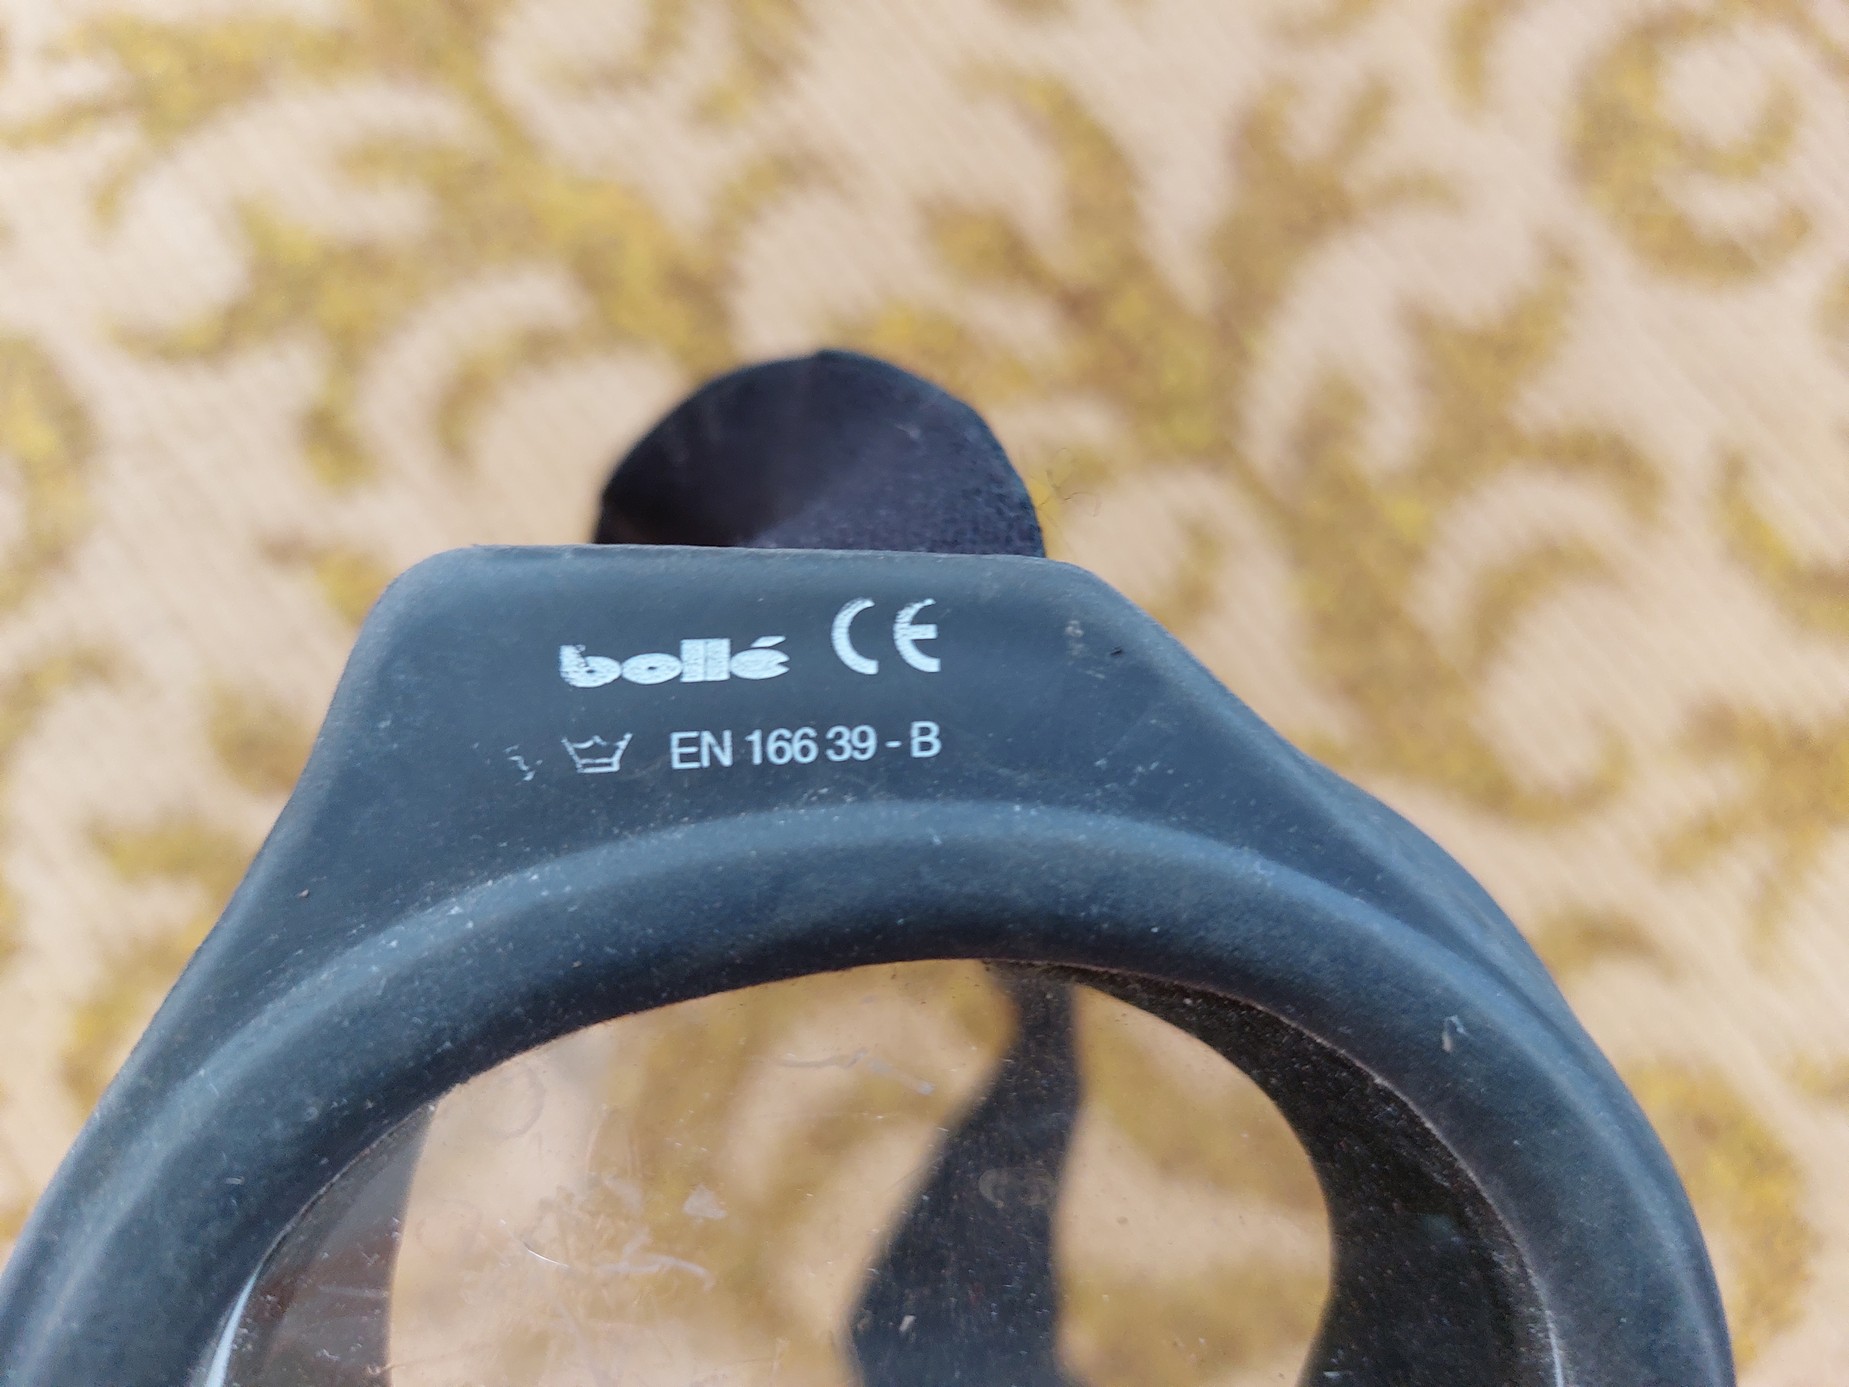 bollé CE
EN 166 39 - B